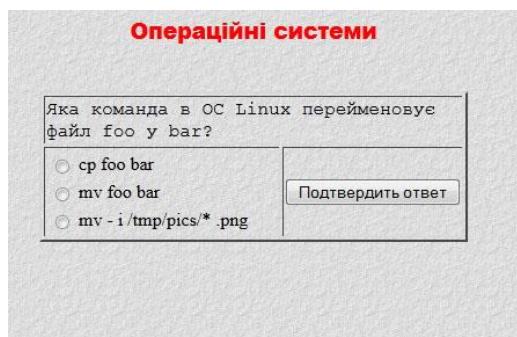 Операційні системи
Яка команда в ОС Linux перейменовує
файл foo у bar?
cp foo bar
mv foo bar
mv - i /tmp/pics/* .png
Подтвердить ответ